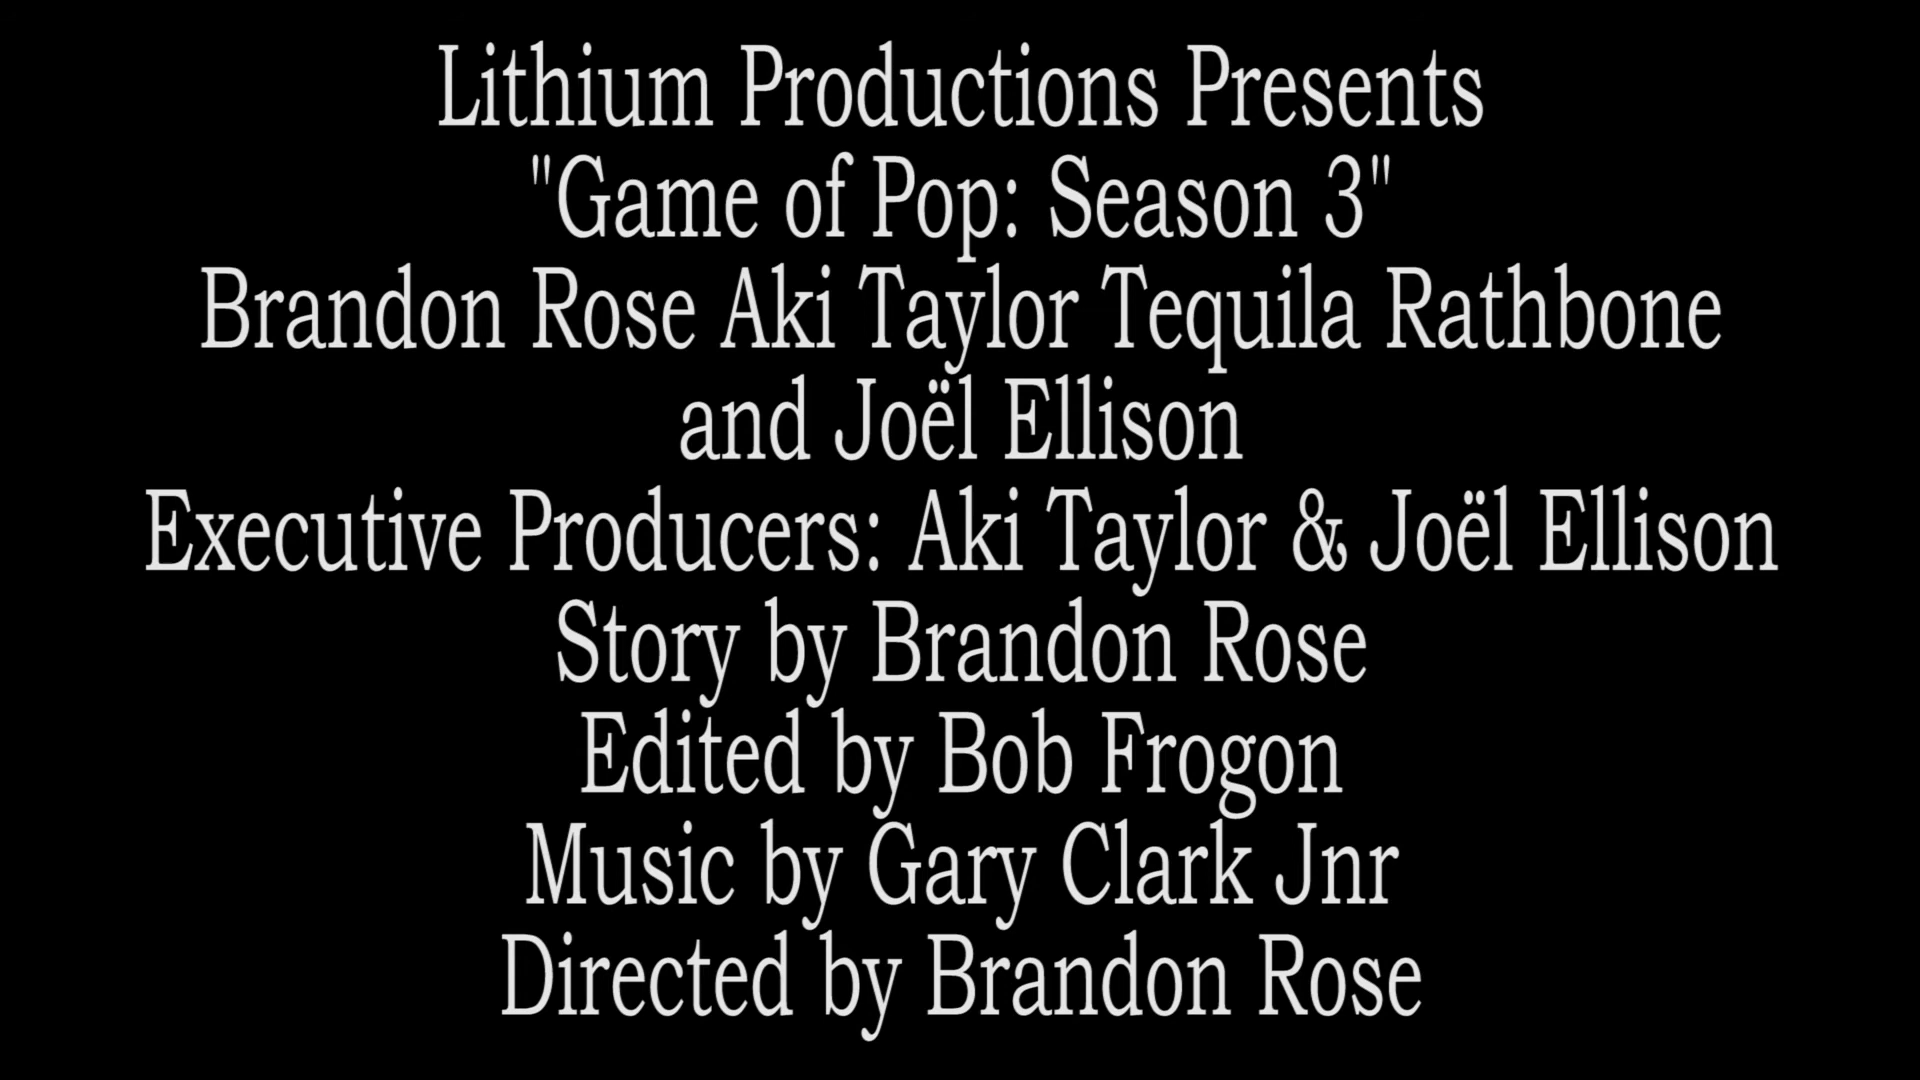 Lithium Productions Presents
"Game of Pop: Season 3"
Brandon Rose Aki Taylor Tequila Rathbone
and Joël Ellison
Executive Producers: Aki Taylor & Joël Ellison
Story by Brandon Rose
Edited by Bob Frogon
Music by Gary Clark Jnr
Directed by Brandon Rose